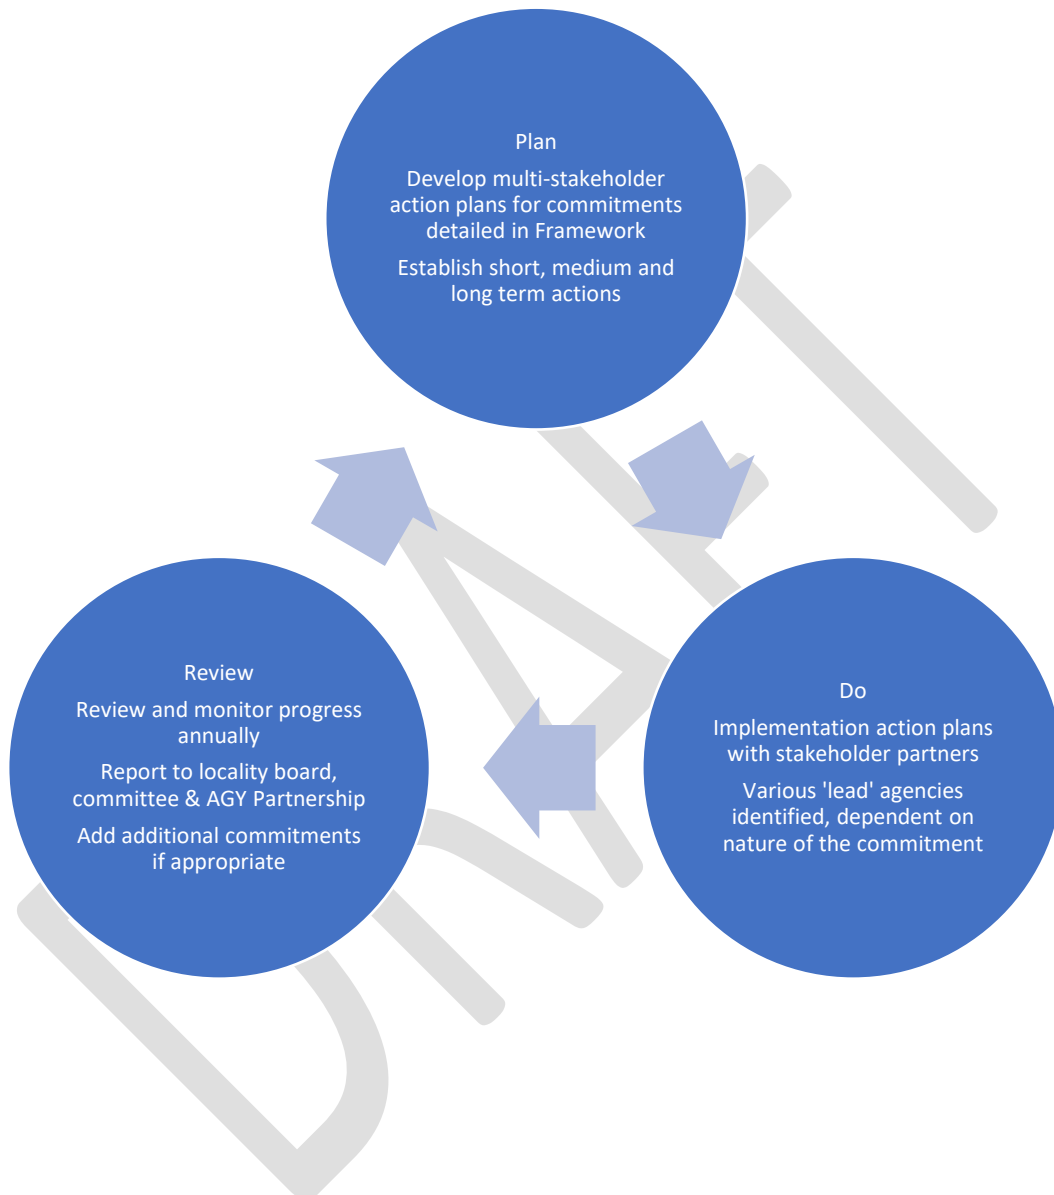 Plan
Develop multi-stakeholder
action plans for commitments
detailed in Framework
Establish short, medium and
long term actions
Do
Implementation action plans
with stakeholder partners
Various 'lead' agencies
identified, dependent on
nature of the commitment
Review
Review and monitor progress
annually
Report to locality board,
committee & AGY Partnership
Add additional commitments
if appropriate
DRAFT